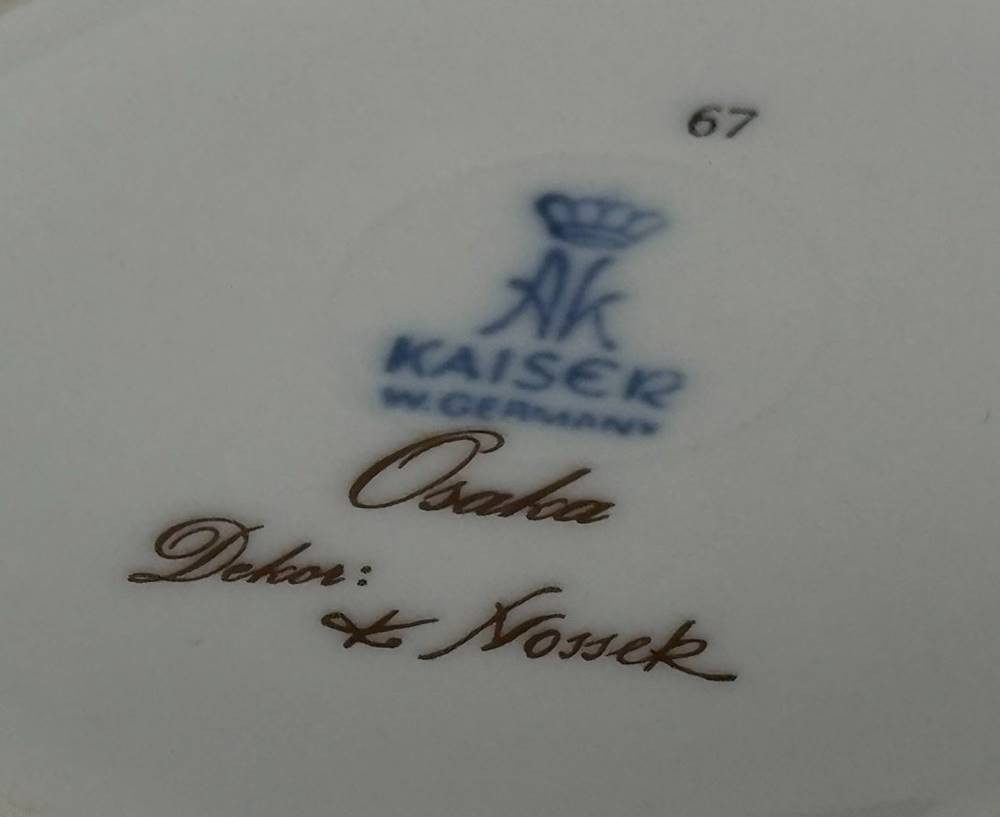 67
AK
KAISER
W. GERMANY
Osaka
Dekor:
K Nossek